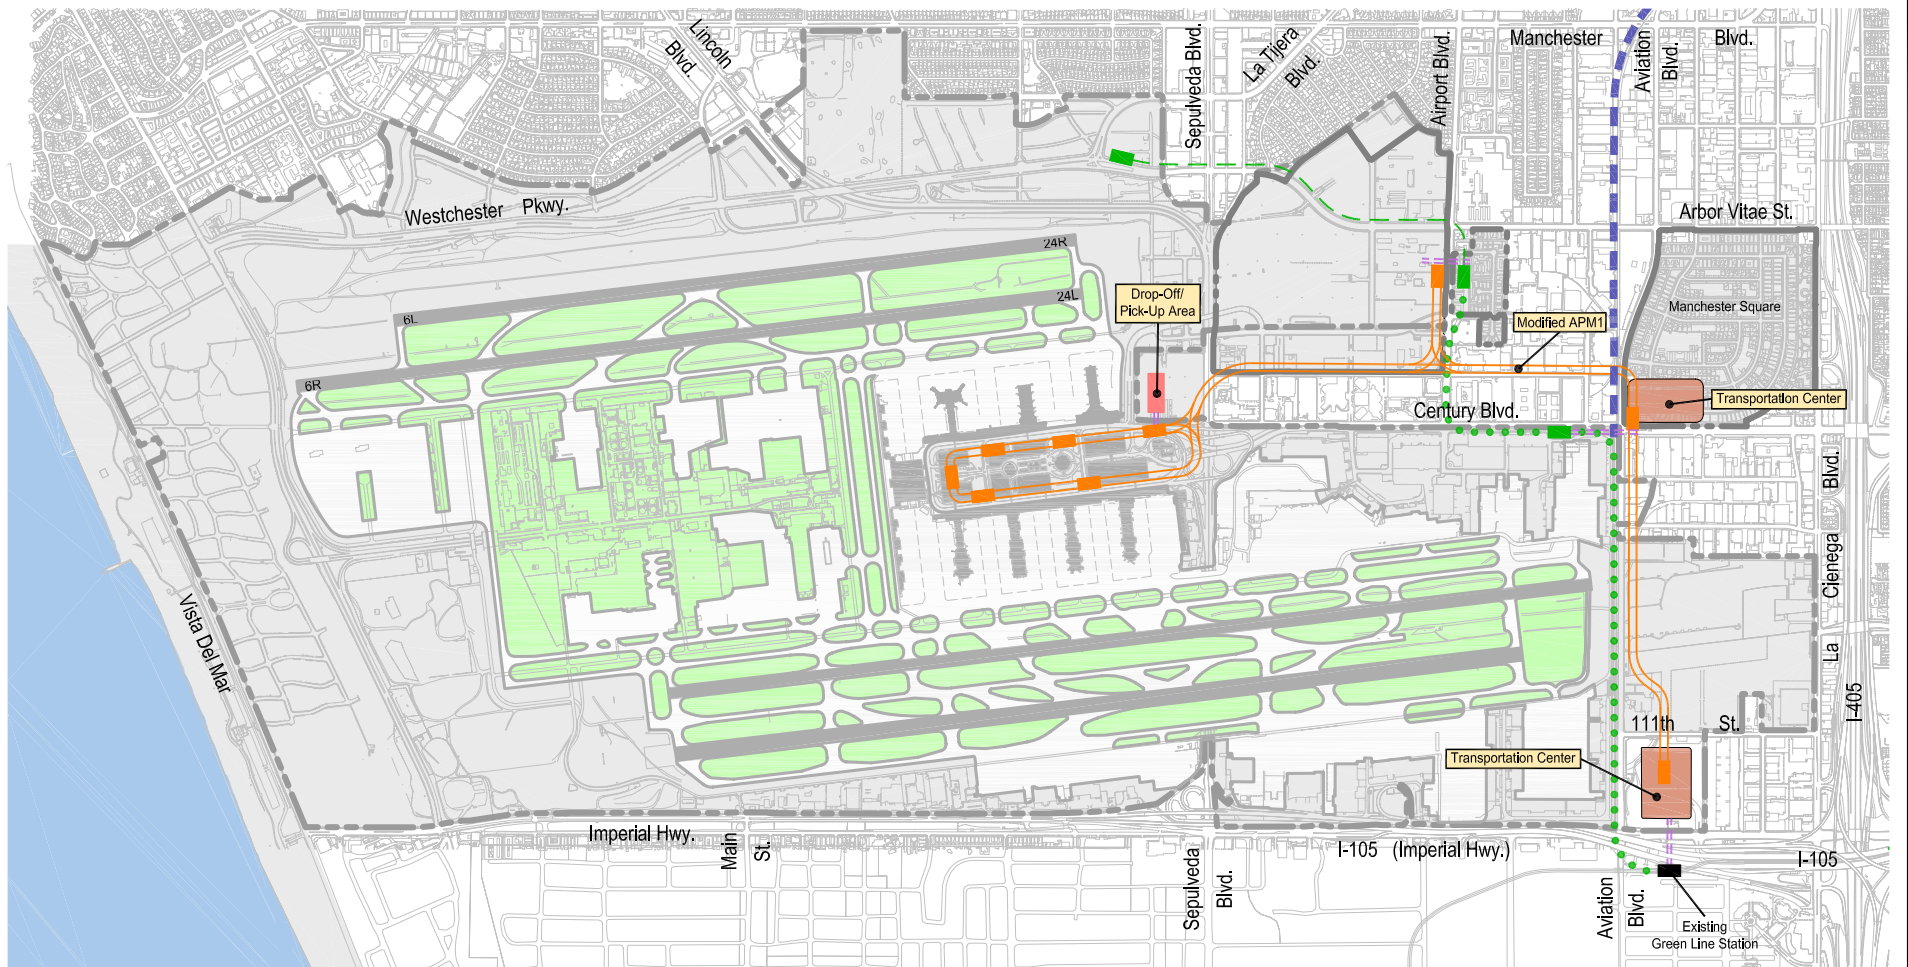 Lincoln
Blvd.
Sepulveda Blvd.
La Tijera
Blvd.
Airport Blvd.
Manchester
Aviation
Blvd.
Blvd.
Westchester Pkwy.
Arbor Vitae St.
24R
24L
6L
6R
Drop-Off/
Pick-Up Area
Manchester Square
Modified APM1
Transportation Center
Century Blvd.
Vista Del Mar
La Cienega Blvd.
I-405
111th St.
Transportation Center
Imperial Hwy.
Main
St.
Sepulveda
Blvd.
I-105 (Imperial Hwy.)
I-105
Aviation
Blvd.
Existing
Green Line Station